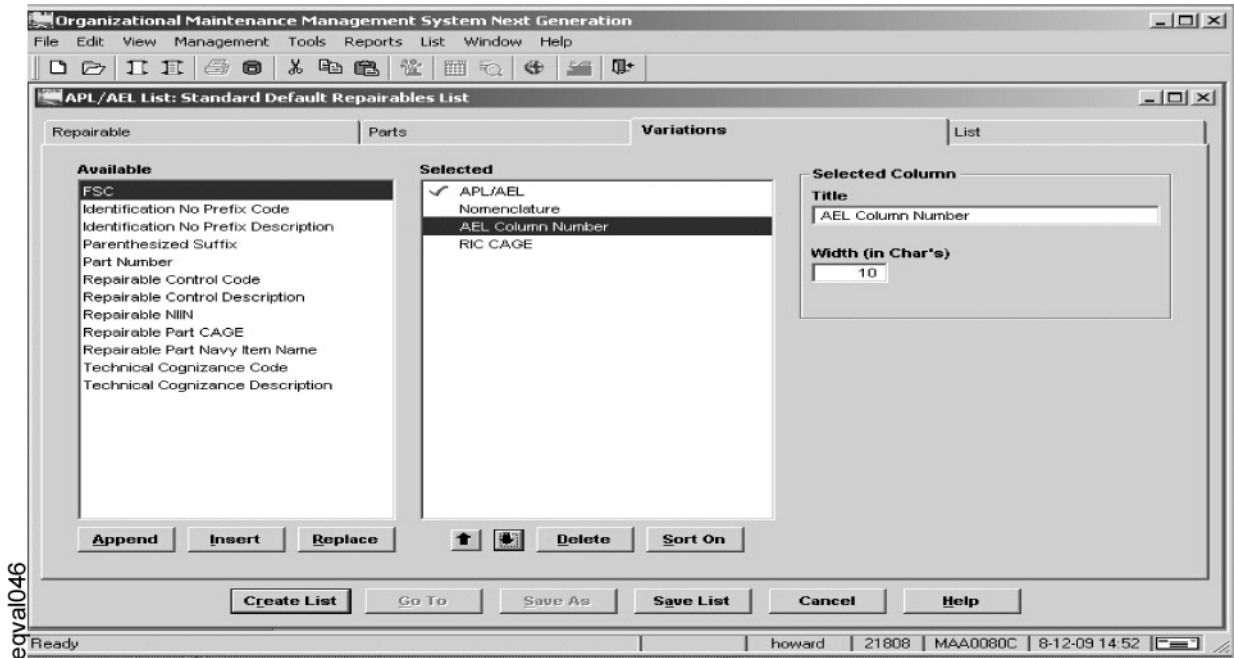 Organizational Maintenance Management System Next Generation
File Edit View Management Tools Reports List Window Help
APL/AEL List: Standard Default Repairables List
Repairable Parts Variations List
Available
FSC
Identification No Prefix Code
Identification No Prefix Description
Parenthesized Suffix
Part Number
Repairable Control Code
Repairable Control Description
Repairable NIIN
Repairable Part CAGE
Repairable Part Navy Item Name
Technical Cognizance Code
Technical Cognizance Description
Append Insert Replace
Selected
APL/AEL
Nomenclature
AEL Column Number
RIC CAGE
Delete Sort On
Selected Column
Title
AEL Column Number
Width (in Char's)
10
Create List Go To Save As Save List Cancel Help
Ready howard 21808 MAA0080C 8-12-09 14:52
eqval046